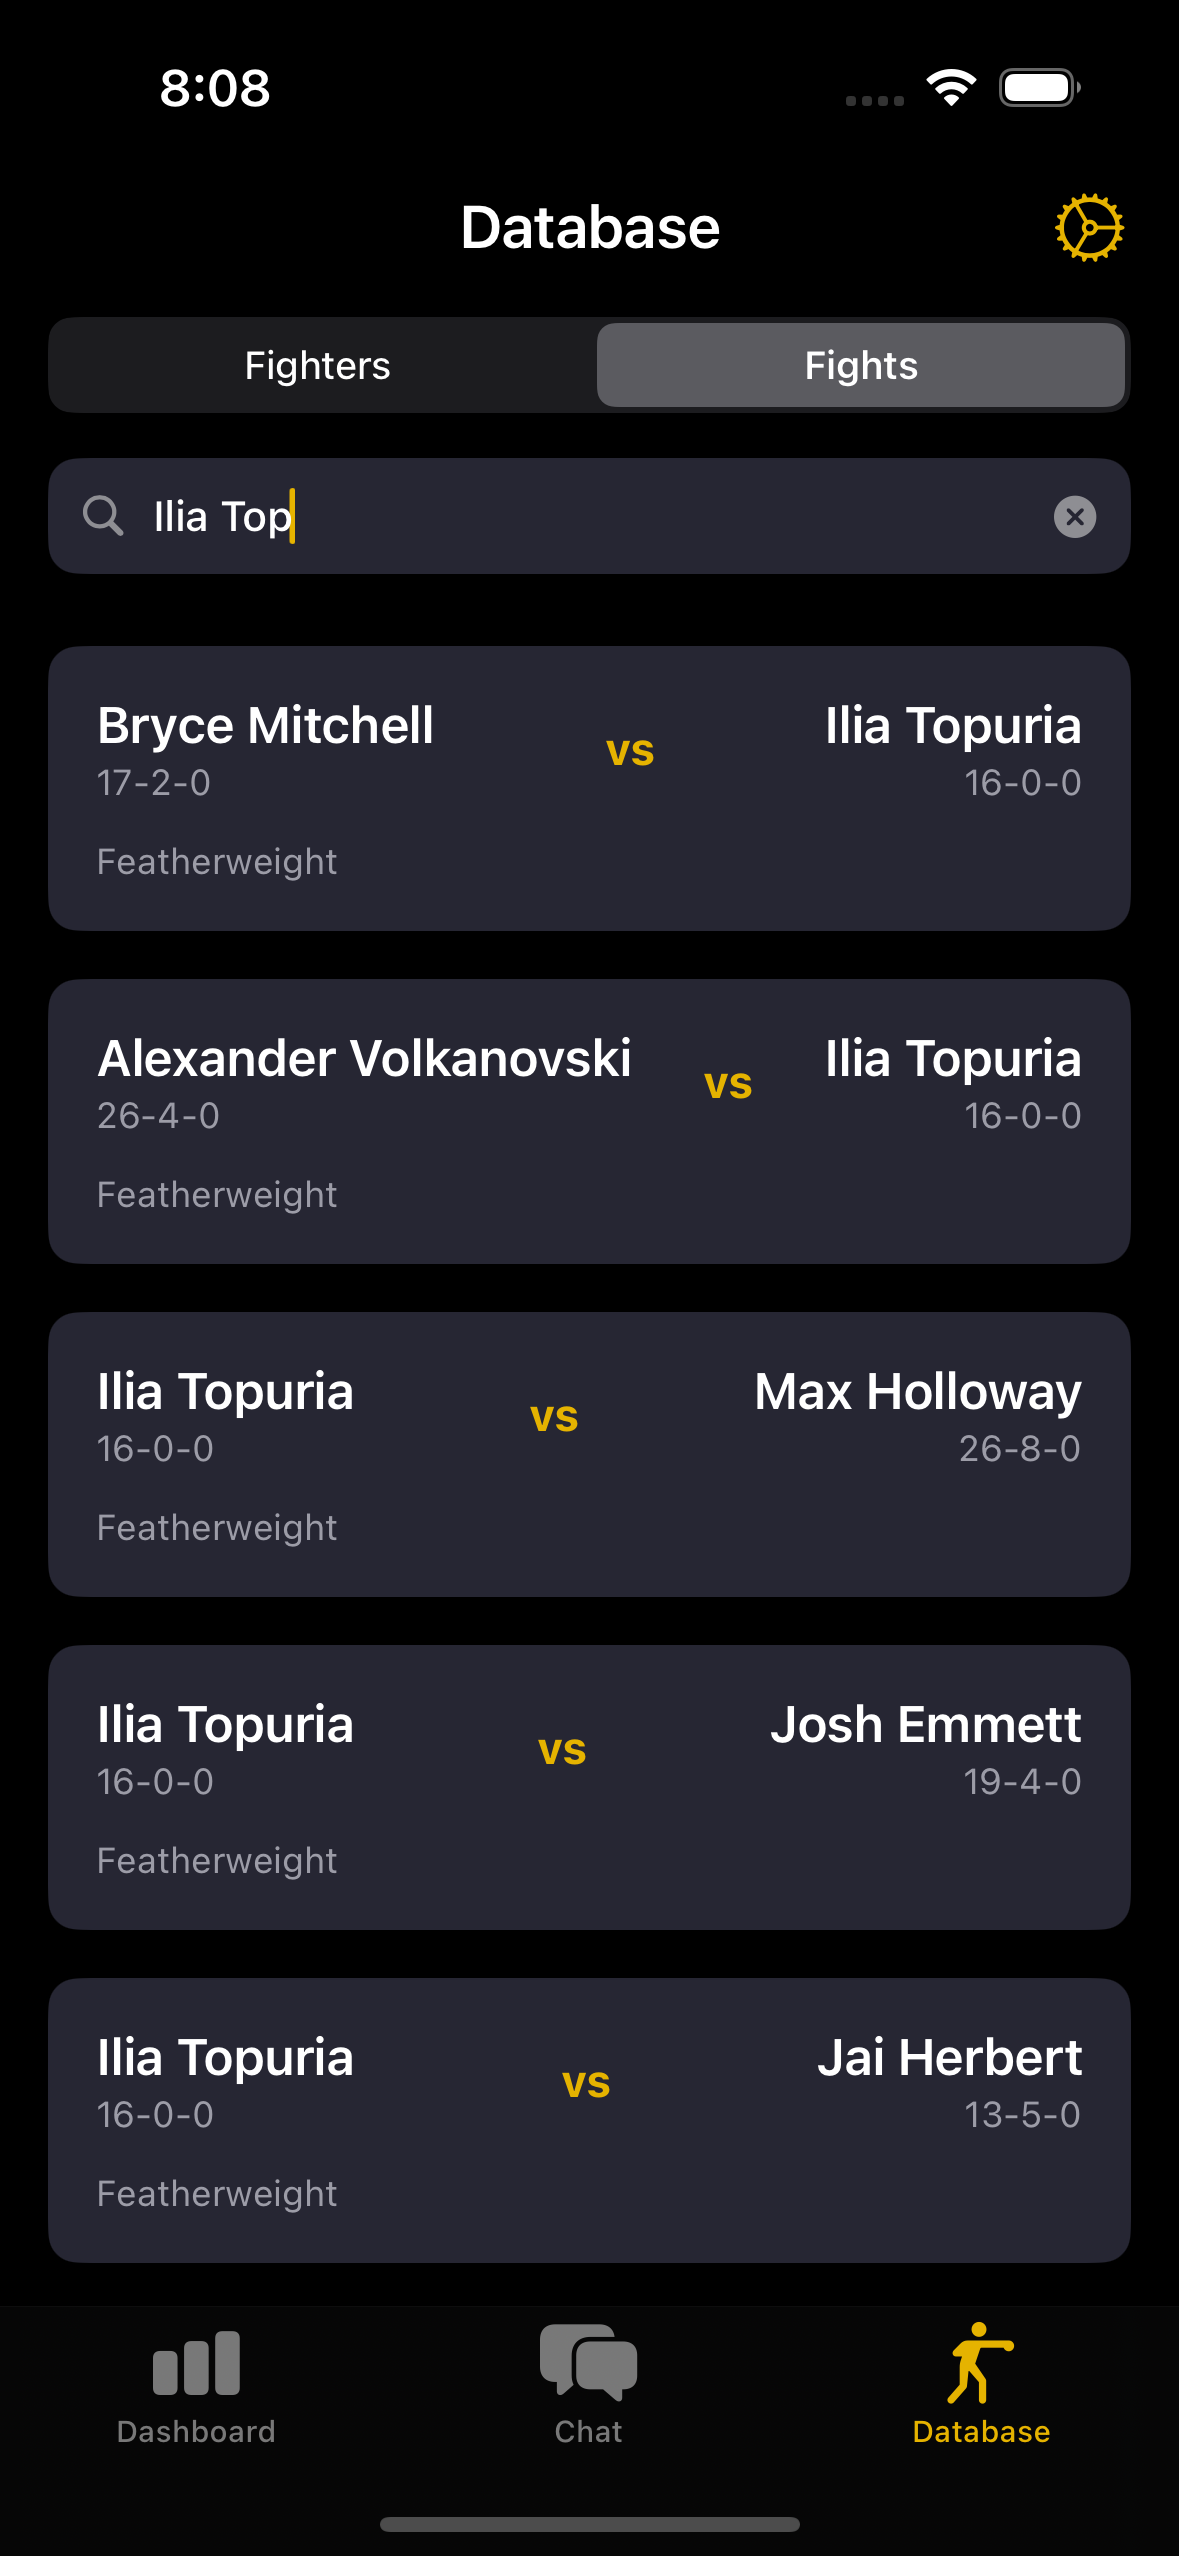 8:08
Database
Fighters Fights
Ilia Top
Bryce Mitchell vs Ilia Topuria
17-2-0 16-0-0
Featherweight
Alexander Volkanovski vs Ilia Topuria
26-4-0 16-0-0
Featherweight
Ilia Topuria vs Max Holloway
16-0-0 26-8-0
Featherweight
Ilia Topuria vs Josh Emmett
16-0-0 19-4-0
Featherweight
Ilia Topuria vs Jai Herbert
16-0-0 13-5-0
Featherweight
Dashboard Chat Database